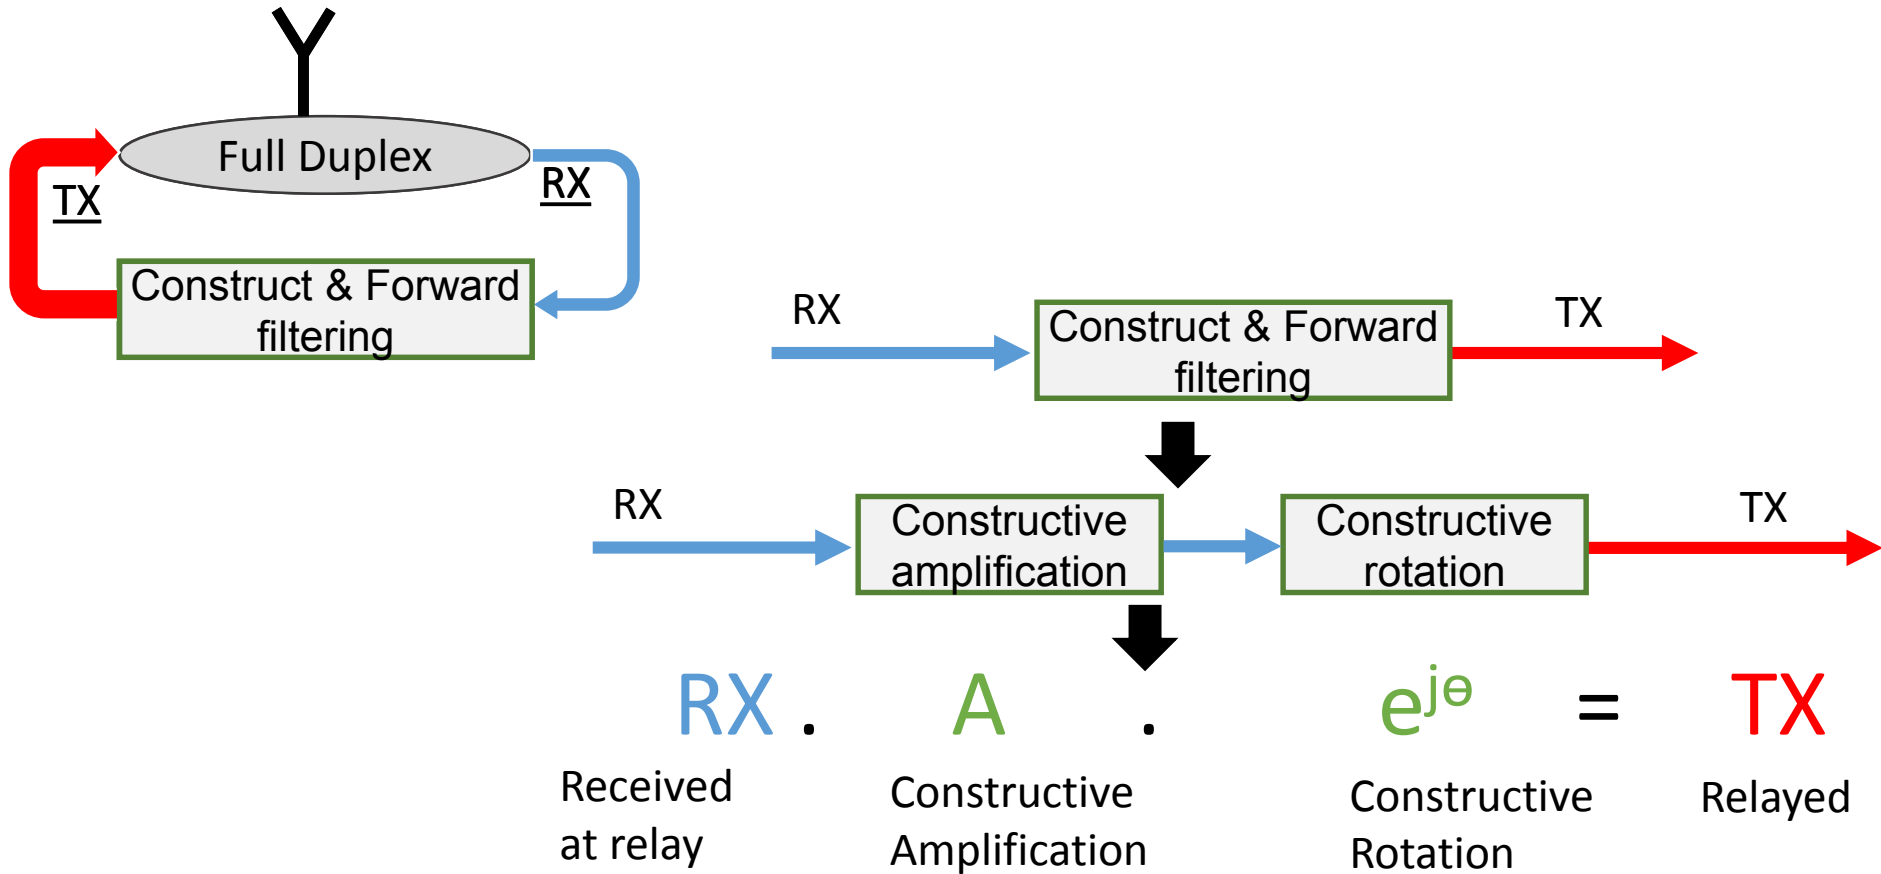 Full Duplex
TX
RX
Construct & Forward
filtering
RX
Construct & Forward
filtering
TX
RX
Constructive
amplification
Constructive
rotation
TX
RX . A . e^jɵ = TX
Received
at relay
Constructive
Amplification
Constructive
Rotation
Relayed